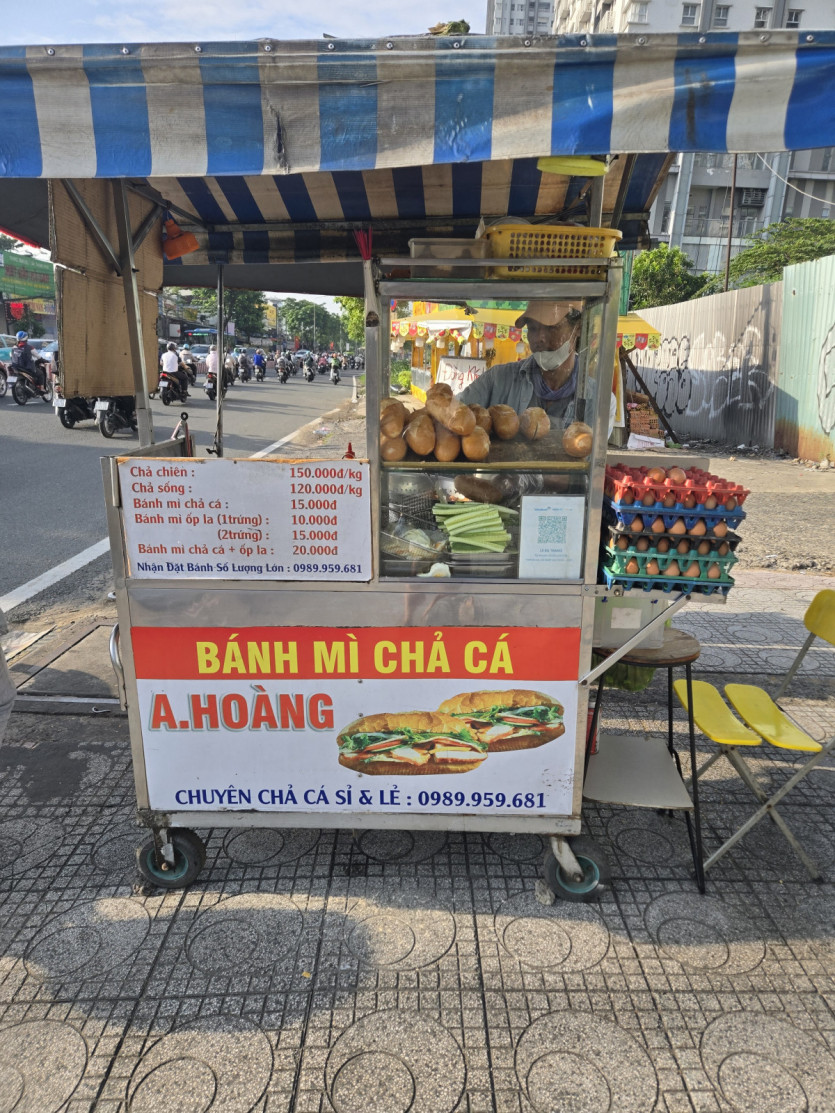 Chả chiên : 150.000đ/kg
Chả sống : 120.000đ/kg
Bánh mì chả cá : 15.000đ
Bánh mì ốp la (1trứng) : 10.000đ
(2trứng) : 15.000đ
Bánh mì chả cá + ốp la : 20.000đ
Nhận Đặt Bánh Số Lượng Lớn : 0989.959.681
BÁNH MÌ CHẢ CÁ
A.HOÀNG
CHUYÊN CHẢ CÁ SỈ & LẺ : 0989.959.681